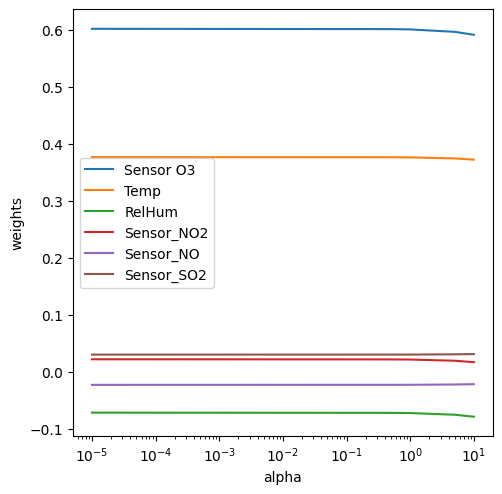 0.6
0.5
0.4
0.3
0.2
0.1
0.0
−0.1
weights
Sensor O3
Temp
RelHum
Sensor_NO2
Sensor_NO
Sensor_SO2
10⁻⁵
10⁻⁴
10⁻³
10⁻²
10⁻¹
10⁰
10¹
alpha